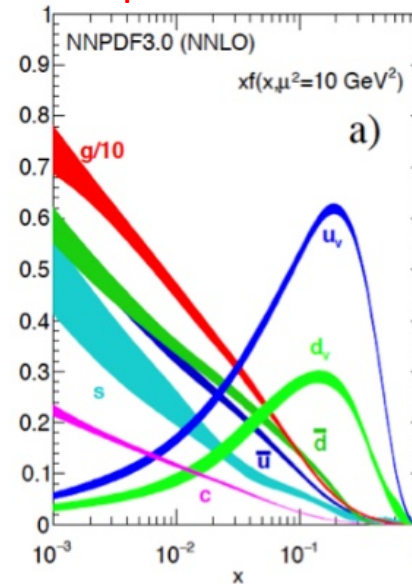 NNPDF3.0 (NNLO)
xf(x,μ²=10 GeV²)
a)
g/10
u_v
d_v
s
ū
d̄
c
1
0.9
0.8
0.7
0.6
0.5
0.4
0.3
0.2
0.1
0
10⁻³ 10⁻² 10⁻¹
x